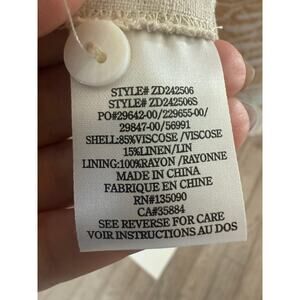 STYLE# ZD242506
STYLE# ZD242506S
PO#29642-00/229655-00/
29847-00/56991
SHELL:85%VISCOSE /VISCOSE
15%LINEN/LIN
LINING:100%RAYON /RAYONNE
MADE IN CHINA
FABRIQUE EN CHINE
RN#135090
CA#35884
SEE REVERSE FOR CARE
VOIR INSTRUCTIONS AU DOS